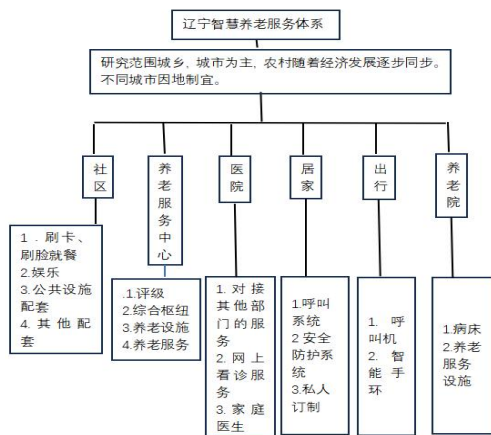 辽宁智慧养老服务体系
研究范围城乡, 城市为主, 农村随着经济发展逐步同步。
不同城市因地制宜。
社
区
养
老
服
务
中
心
医
院
居
家
出
行
养
老
院
1 . 刷卡、
刷脸就餐
2.娱乐
3.公共设施
配套
4. 其他配
套
.1.评级
2.综合枢纽
3.养老设施
4.养老服务
1. 对接
其他部
门的服
务
2. 网上
看诊服
务
3. 家庭
医生
1.呼叫
系统
2 安全
防护系
统
3.私人
订制
1. 呼
叫机
2. 智
能手
环
1.病床
2.养老
服务
设施